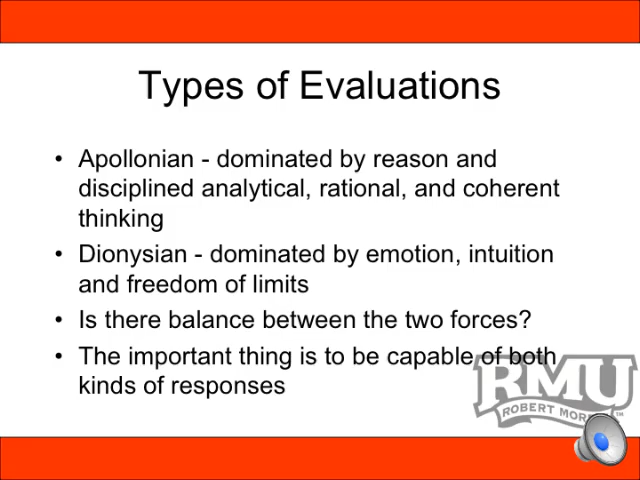 Types of Evaluations
• Apollonian - dominated by reason and
disciplined analytical, rational, and coherent
thinking
• Dionysian - dominated by emotion, intuition
and freedom of limits
• Is there balance between the two forces?
• The important thing is to be capable of both
kinds of responses
RMU
ROBERT